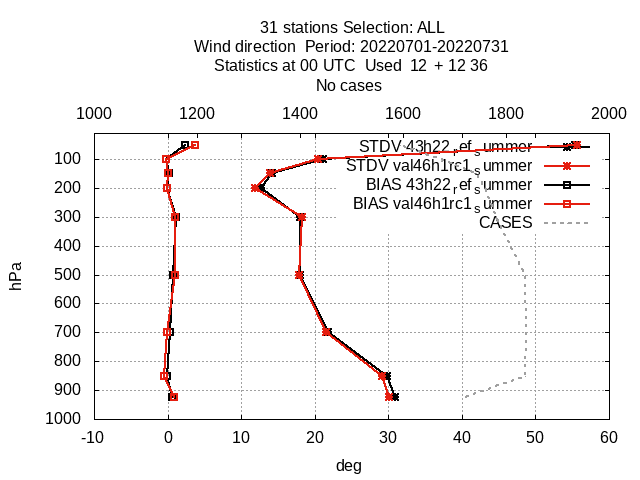 31 stations Selection: ALL
Wind direction  Period: 20220701-20220731
Statistics at 00 UTC  Used  12 + 12 36
No cases
1000 1200 1400 1600 1800 2000
STDV 43h22_ref_summer
STDV val46h1rc1_summer
BIAS 43h22_ref_summer
BIAS val46h1rc1_summer
CASES
100
200
300
400
500
600
700
800
900
1000
hPa
-10 0 10 20 30 40 50 60
deg